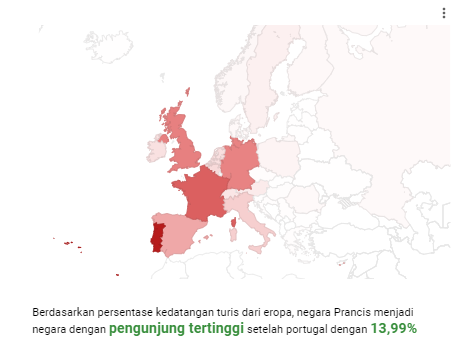 Berdasarkan persentase kedatangan turis dari eropa, negara Prancis menjadi
negara dengan pengunjung tertinggi setelah portugal dengan 13,99%